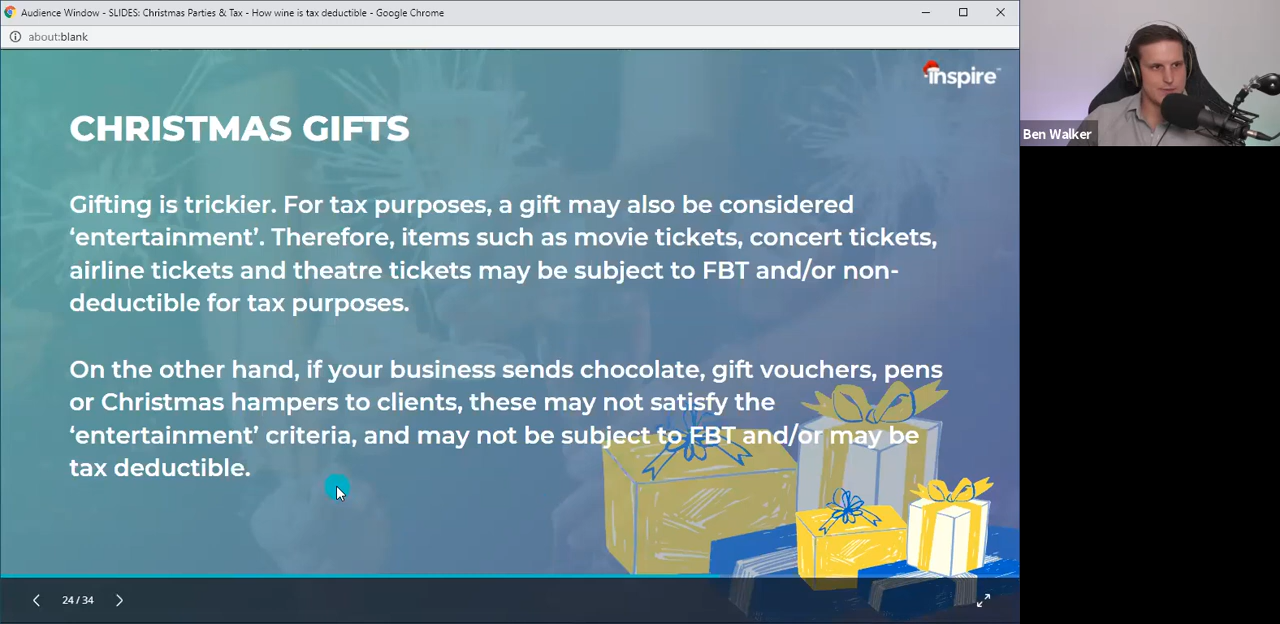 Audience Window - SLIDES: Christmas Parties & Tax - How wine is tax deductible - Google Chrome
about:blank
inspire
Ben Walker
CHRISTMAS GIFTS
Gifting is trickier. For tax purposes, a gift may also be considered
‘entertainment’. Therefore, items such as movie tickets, concert tickets,
airline tickets and theatre tickets may be subject to FBT and/or non-
deductible for tax purposes.
On the other hand, if your business sends chocolate, gift vouchers, pens
or Christmas hampers to clients, these may not satisfy the
‘entertainment’ criteria, and may not be subject to FBT and/or may be
tax deductible.
24 / 34